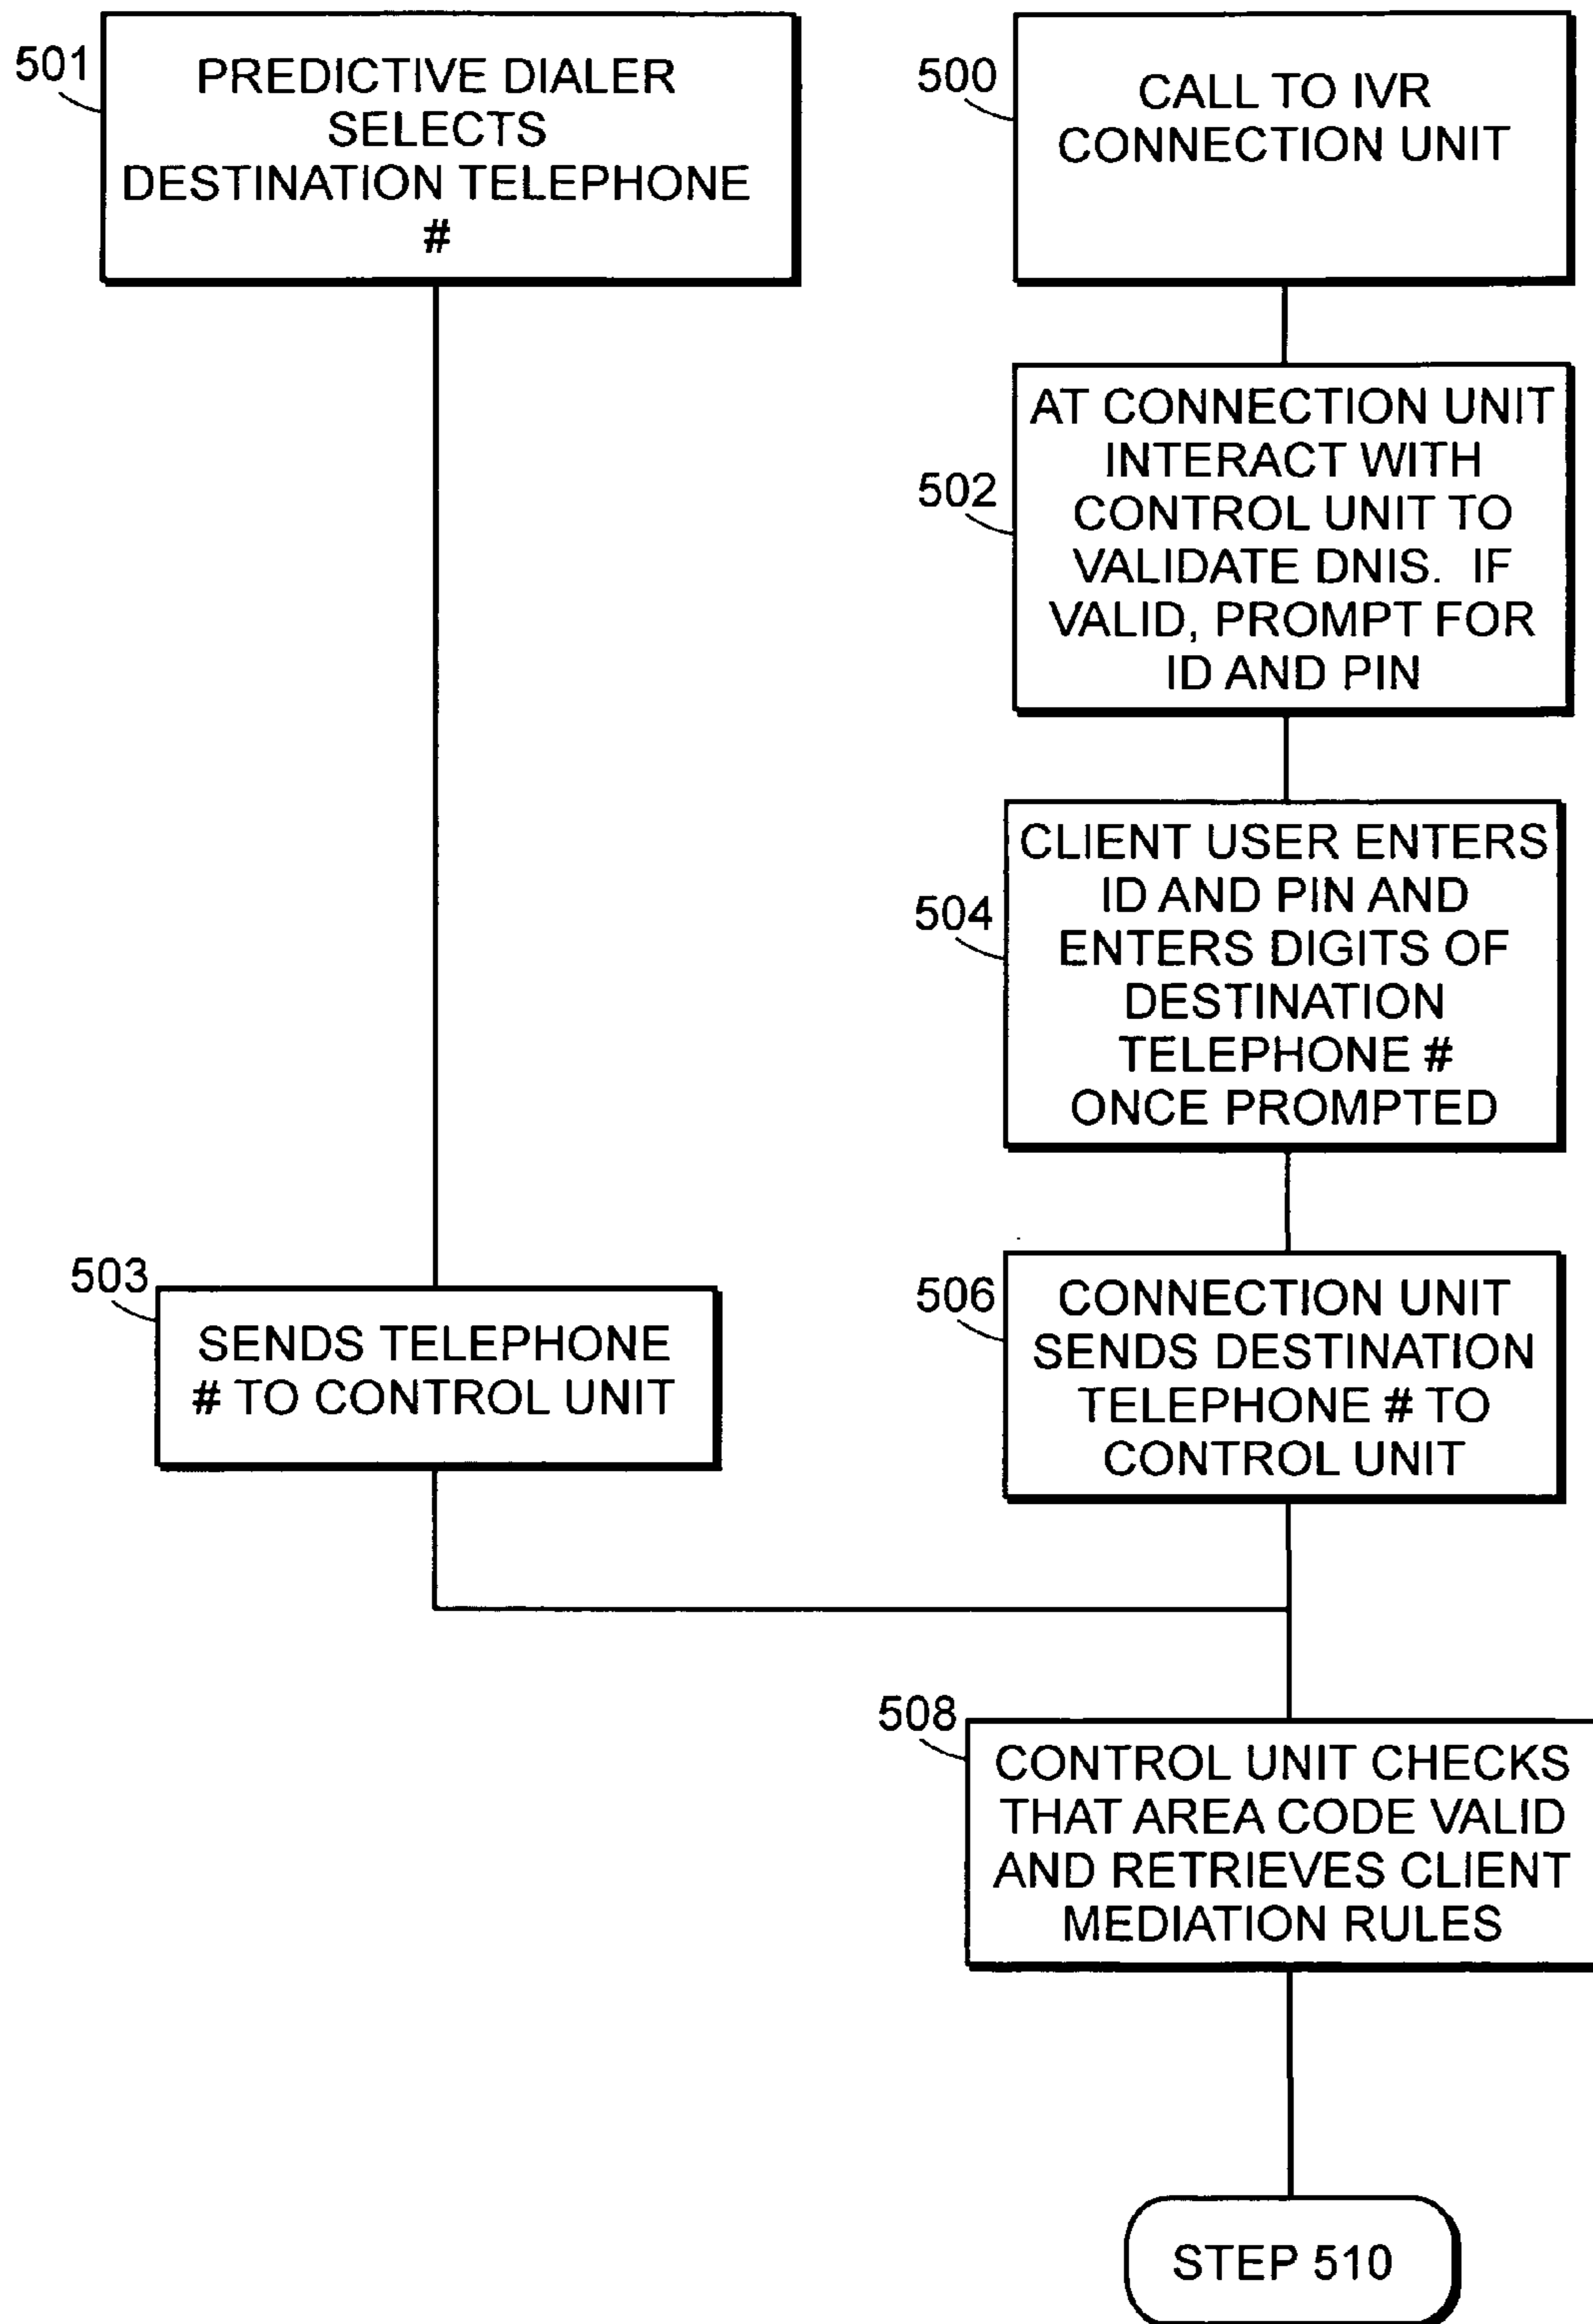 501
PREDICTIVE DIALER
SELECTS
DESTINATION TELEPHONE
#
500
CALL TO IVR
CONNECTION UNIT
502
AT CONNECTION UNIT
INTERACT WITH
CONTROL UNIT TO
VALIDATE DNIS. IF
VALID, PROMPT FOR
ID AND PIN
504
CLIENT USER ENTERS
ID AND PIN AND
ENTERS DIGITS OF
DESTINATION
TELEPHONE #
ONCE PROMPTED
503
SENDS TELEPHONE
# TO CONTROL UNIT
506
CONNECTION UNIT
SENDS DESTINATION
TELEPHONE # TO
CONTROL UNIT
508
CONTROL UNIT CHECKS
THAT AREA CODE VALID
AND RETRIEVES CLIENT
MEDIATION RULES
STEP 510